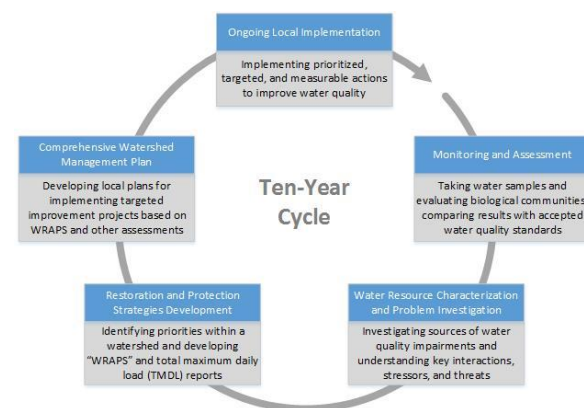 Ongoing Local Implementation
Implementing prioritized,
targeted, and measurable actions
to improve water quality
Monitoring and Assessment
Taking water samples and
evaluating biological communities,
comparing results with accepted
water quality standards
Water Resource Characterization
and Problem Investigation
Investigating sources of water
quality impairments and
understanding key interactions,
stressors, and threats
Restoration and Protection
Strategies Development
Identifying priorities within a
watershed and developing
“WRAPS” and total maximum daily
load (TMDL) reports
Comprehensive Watershed
Management Plan
Developing local plans for
implementing targeted
improvement projects based on
WRAPS and other assessments
Ten-Year
Cycle